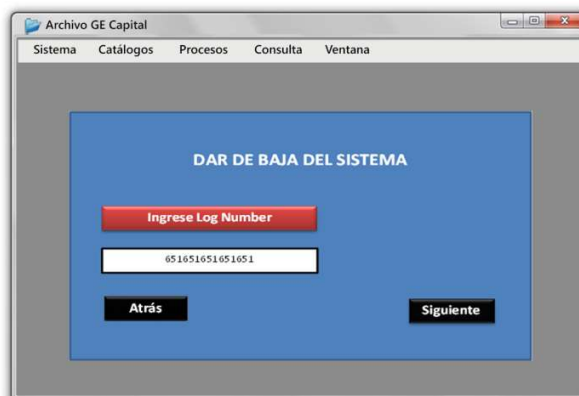 Archivo GE Capital
Sistema Catálogos Procesos Consulta Ventana
DAR DE BAJA DEL SISTEMA
Ingrese Log Number
651651651651651
Atrás Siguiente